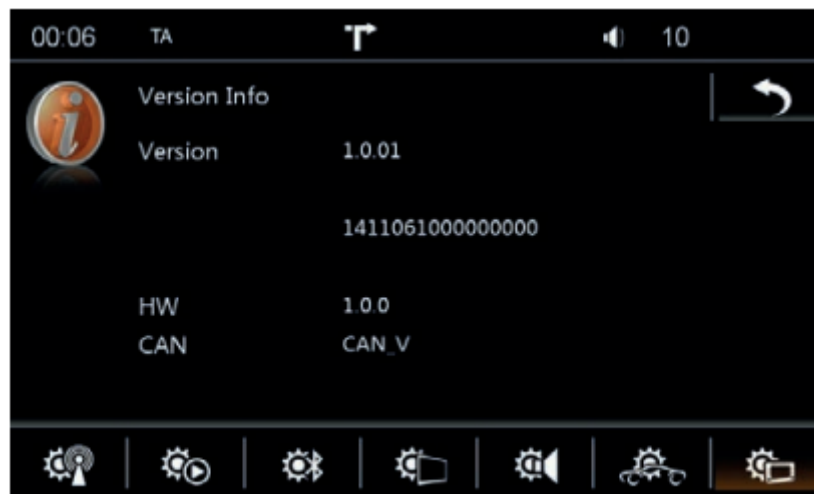 00:06 TA 10
Version Info
Version 1.0.01
1411061000000000
HW 1.0.0
CAN CAN_V